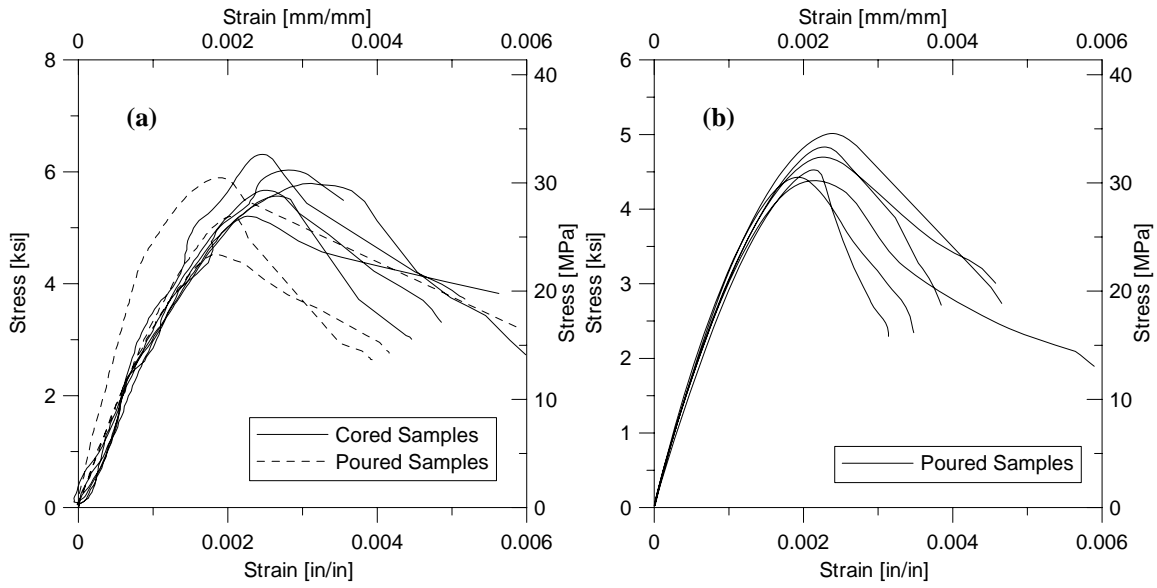 Strain [mm/mm]
0 0.002 0.004 0.006
8
6
4
2
0
Stress [ksi]
(a)
40
30
20
10
0
Stress [MPa]
Cored Samples
Poured Samples
0 0.002 0.004 0.006
Strain [in/in]
Strain [mm/mm]
0 0.002 0.004 0.006
6
5
4
3
2
1
0
Stress [ksi]
(b)
40
30
20
10
0
Stress [MPa]
Poured Samples
0 0.002 0.004 0.006
Strain [in/in]